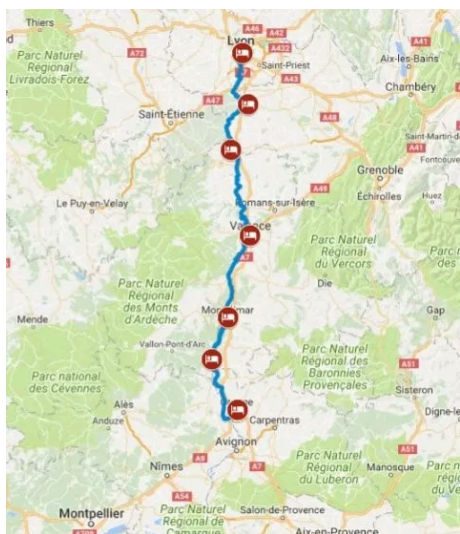 Thiers
Parc Naturel
Régional
Livradois-Forez
A72
A46
A42
Lyon
A432
Saint-Priest
A7
A43
A47
Saint-Étienne
A48
A41
Aix-les-Bains
Chambéry
A41
Grenoble
Échirolles
Huez
A49
Romans-sur-Isère
Le Puy-en-Velay
A7
Parc Naturel
Régional
du Vercors
Die
Parc Naturel
Régional
des Monts
d'Ardèche
Mende
Vallon-Pont-d'Arc
Gap
Parc Naturel
Régional des
Baronnies
Provençales
A51
Sisteron
Parc national
des Cévennes
Alès
Anduze
Carpentras
Avignon
A9
Nîmes
A7
Parc Naturel
Régional
du Luberon
A51
Manosque
A54
Montpellier
Parc Naturel
Régional de
Camargue
Salon-de-Provence
Aix-en-Provence